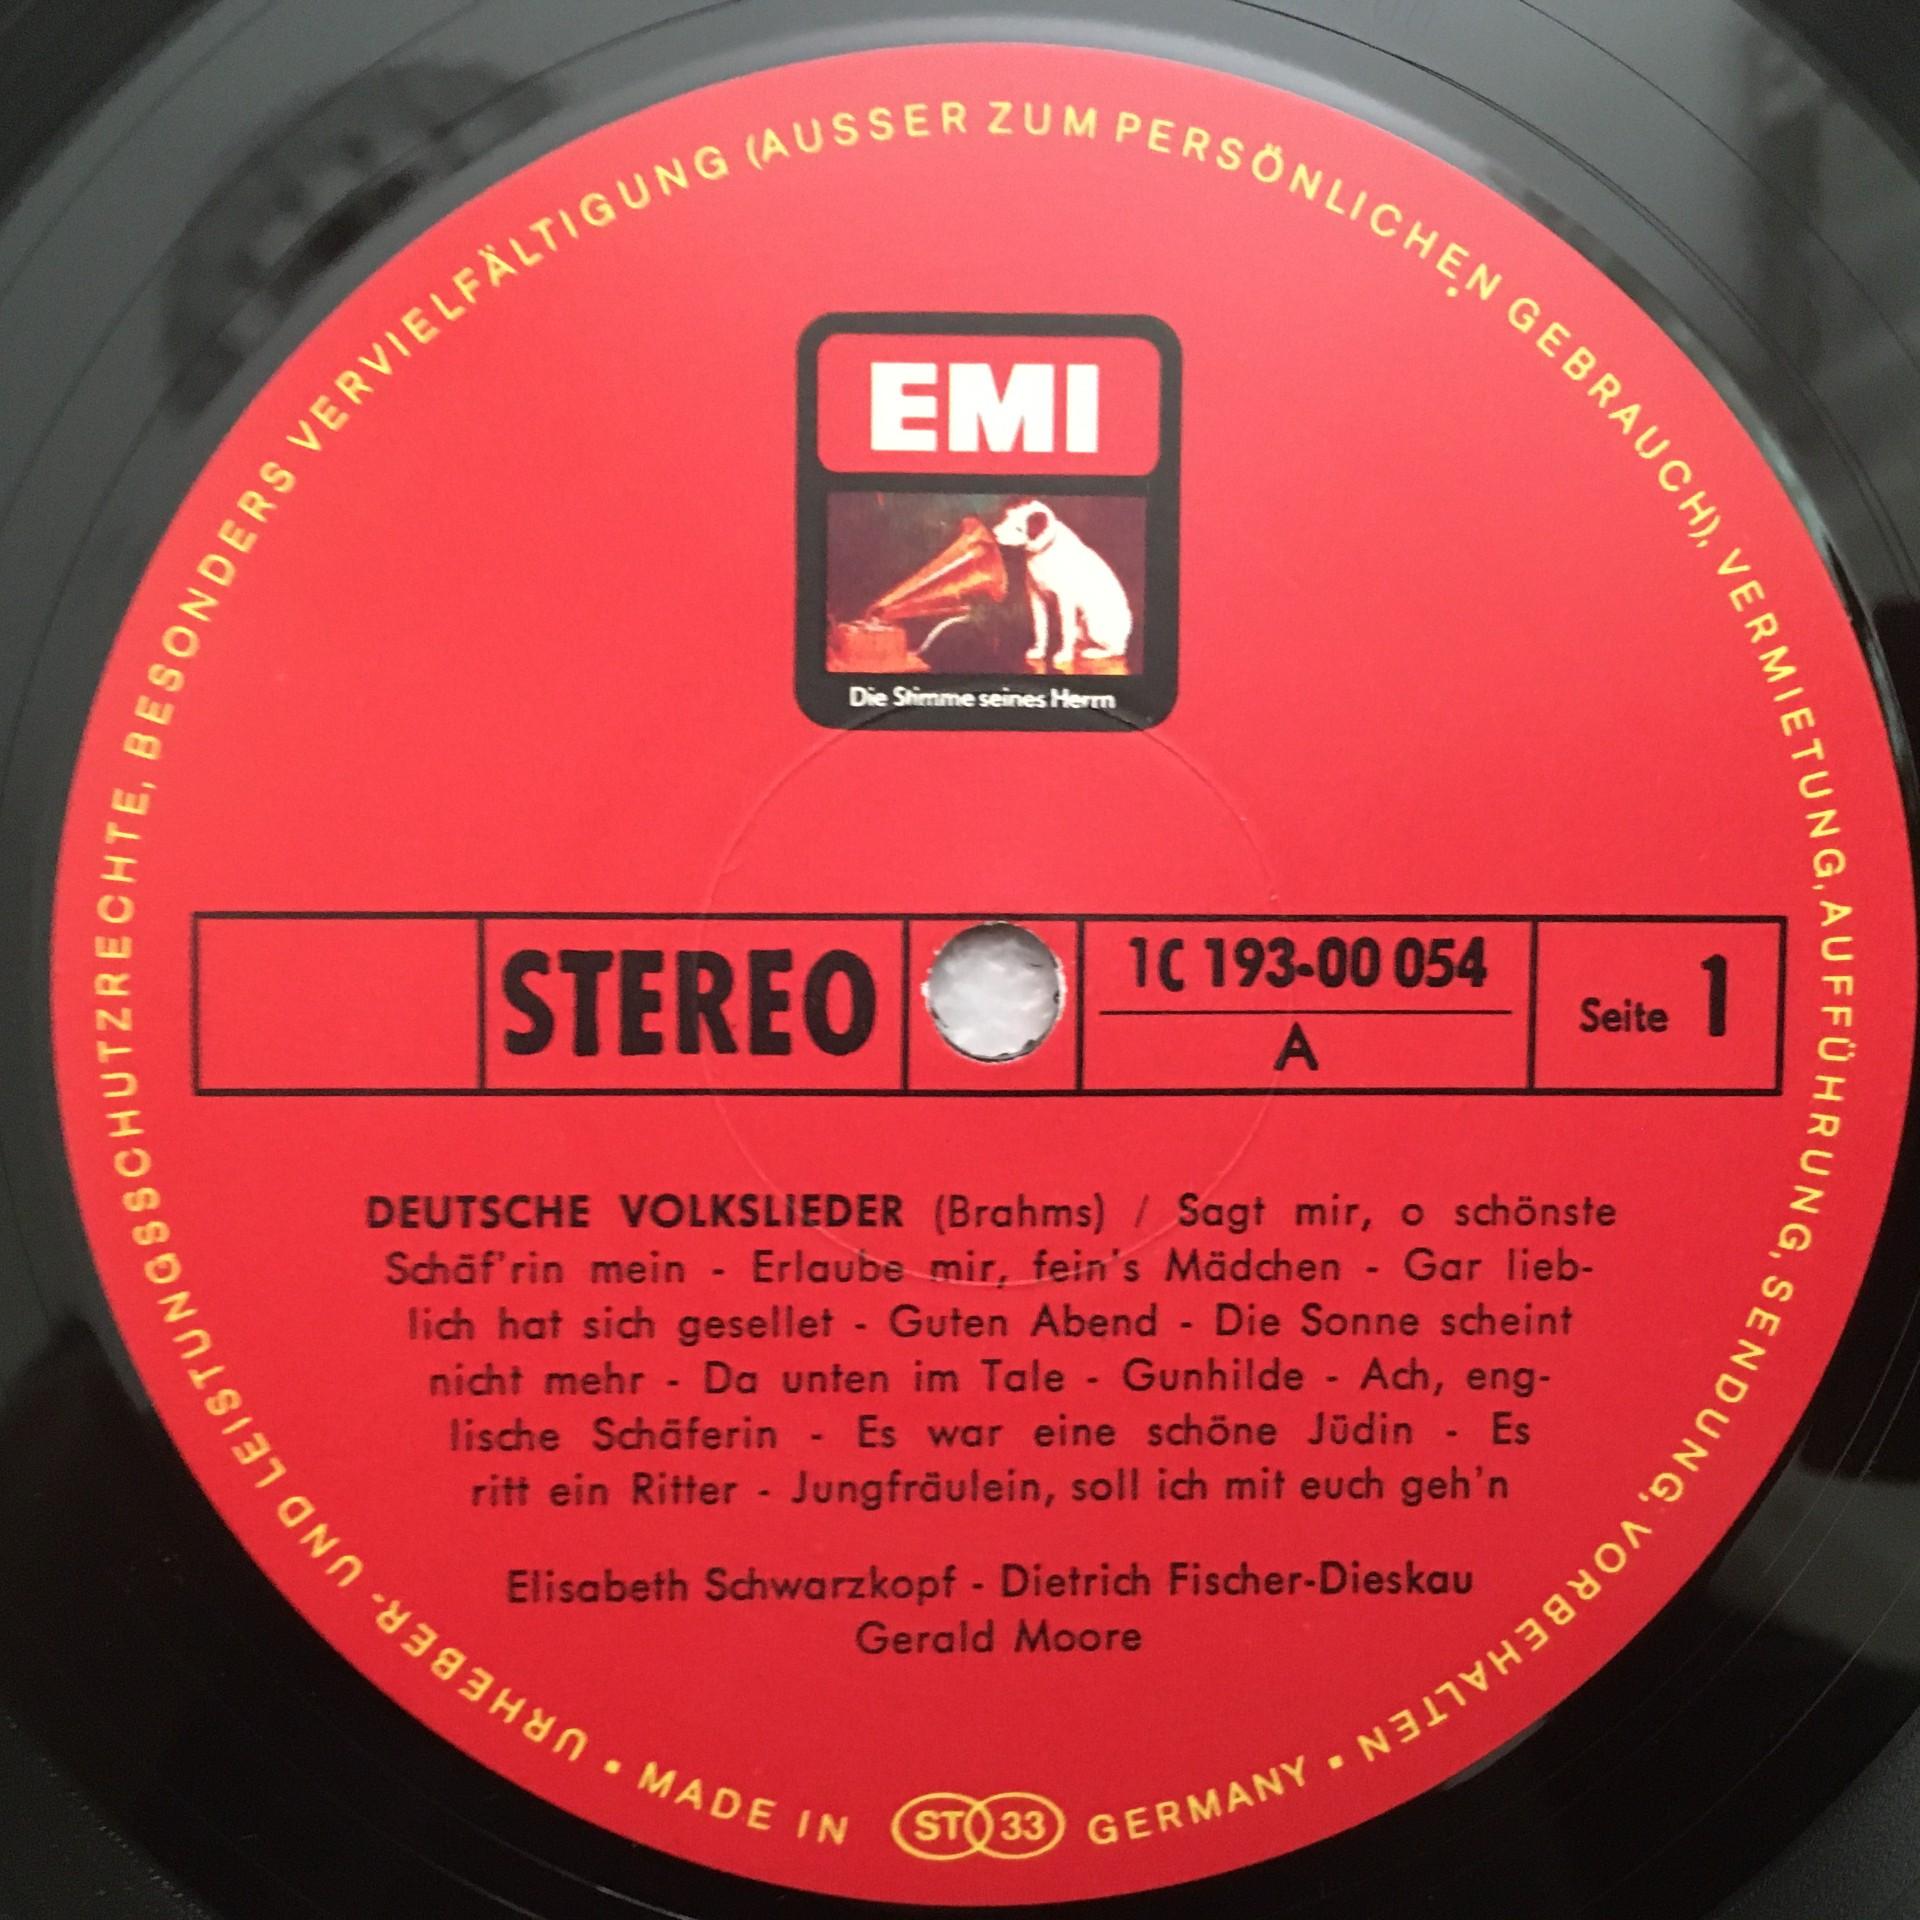 URHEBER- UND LEISTUNGSSCHUTZRECHTE, BESONDERS VERVIELFÄLTIGUNG (AUSSER ZUM PERSÖNLICHEN GEBRAUCH), VERMIETUNG, AUFFÜHRUNG, SENDUNG, VORBEHALTEN •
EMI
Die Stimme seines Herrn
STEREO
1C 193-00 054
A
Seite 1
DEUTSCHE VOLKSLIEDER (Brahms) / Sagt mir, o schönste
Schäf'rin mein - Erlaube mir, fein's Mädchen - Gar lieb-
lich hat sich gesellet - Guten Abend - Die Sonne scheint
nicht mehr - Da unten im Tale - Gunhilde - Ach, eng-
lische Schäferin - Es war eine schöne Jüdin - Es
ritt ein Ritter - Jungfräulein, soll ich mit euch geh'n
Elisabeth Schwarzkopf - Dietrich Fischer-Dieskau
Gerald Moore
• MADE IN ST 33 GERMANY